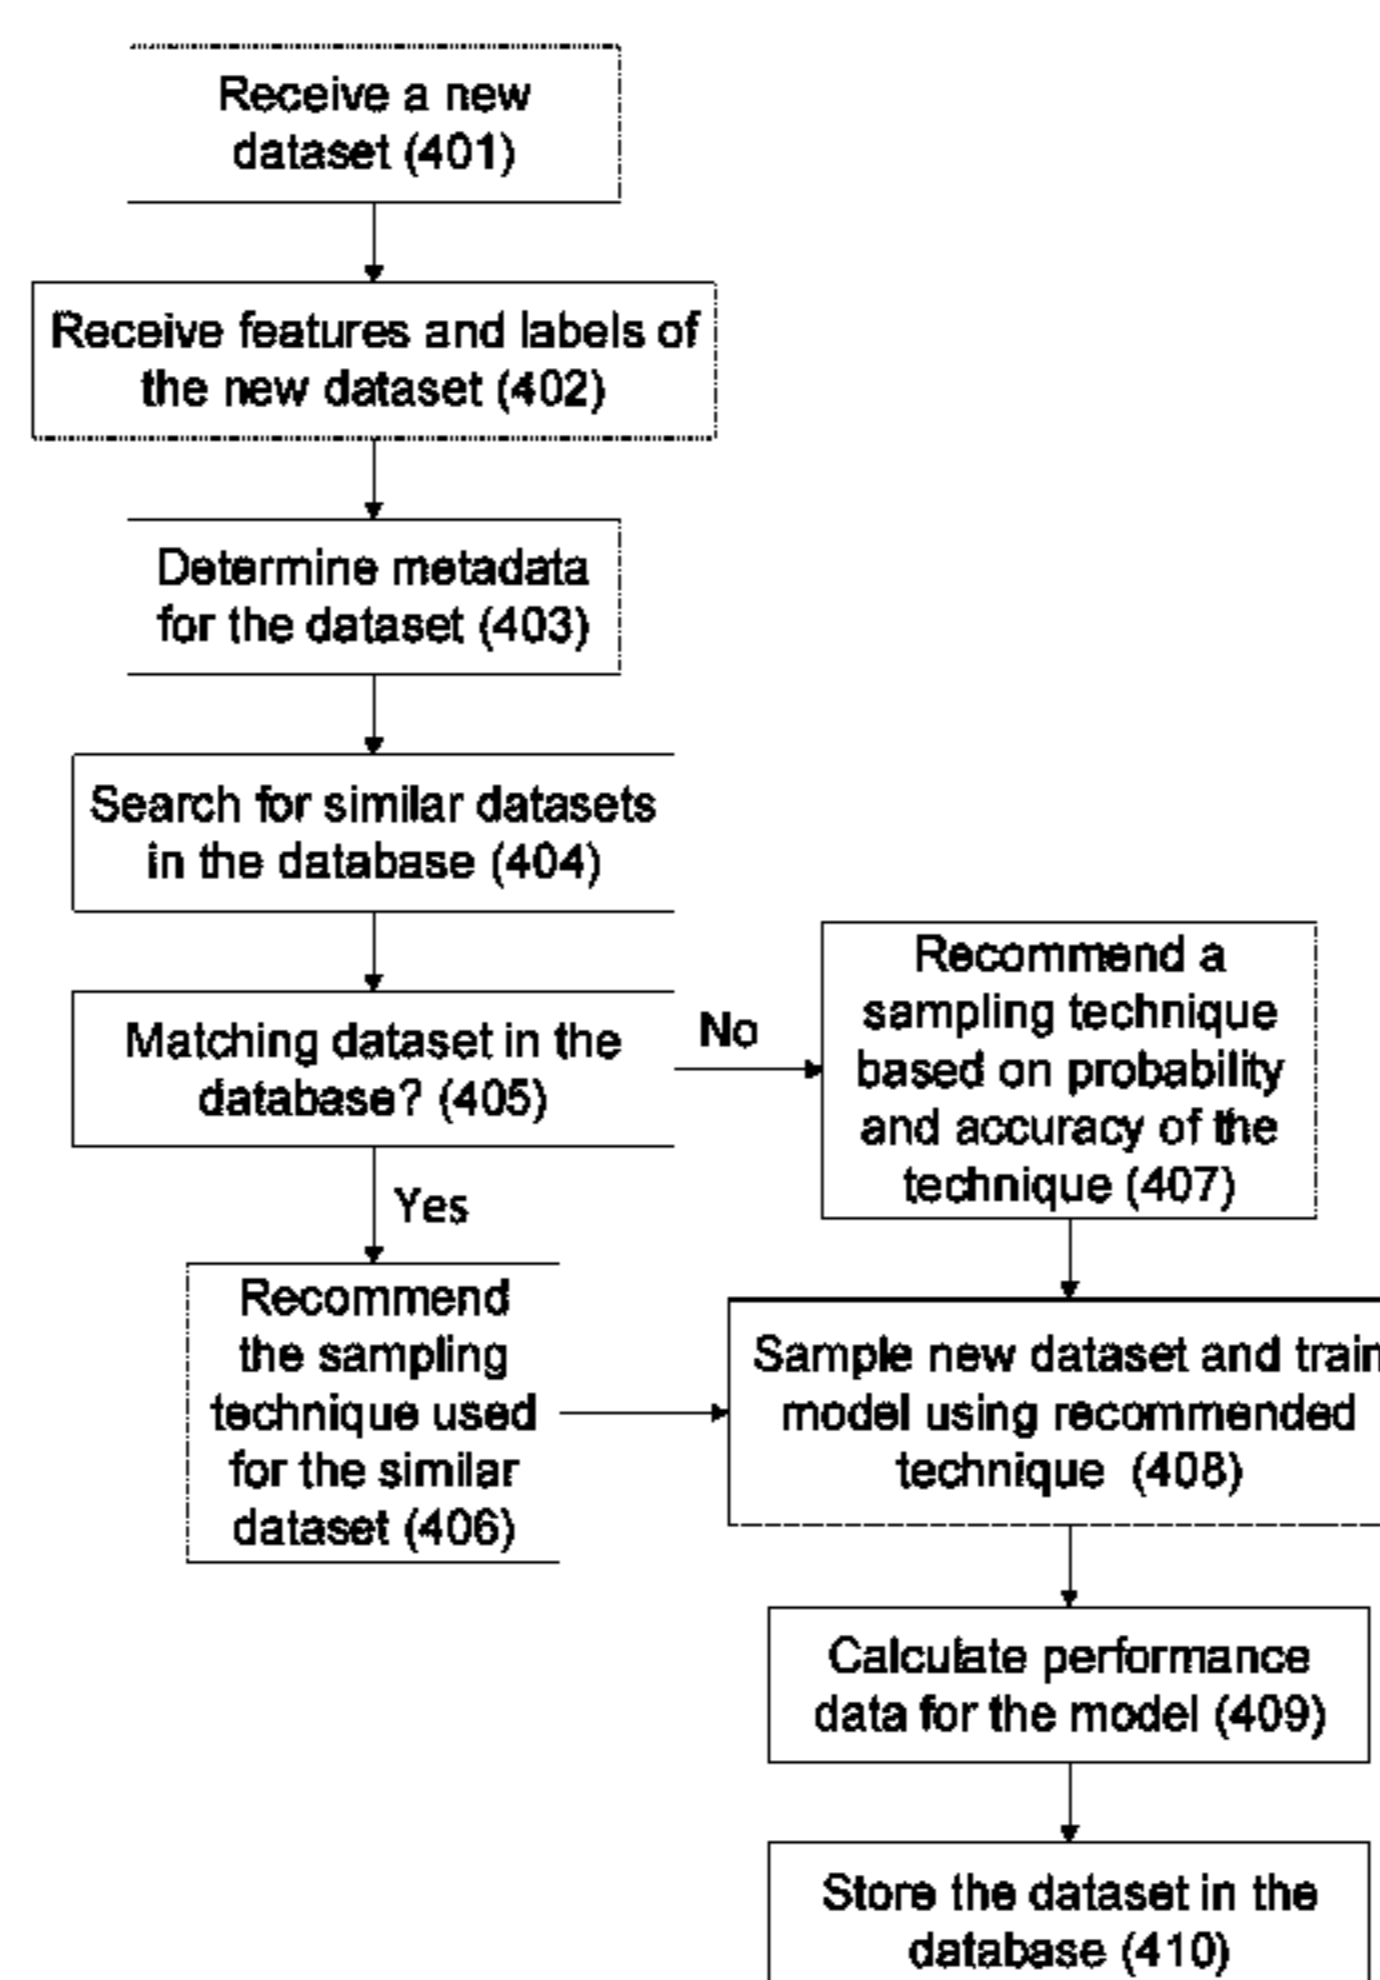 Receive a new
dataset (401)
Receive features and labels of
the new dataset (402)
Determine metadata
for the dataset (403)
Search for similar datasets
in the database (404)
Matching dataset in the
database? (405)
No
Yes
Recommend
the sampling
technique used
for the similar
dataset (406)
Recommend a
sampling technique
based on probability
and accuracy of the
technique (407)
Sample new dataset and train
model using recommended
technique (408)
Calculate performance
data for the model (409)
Store the dataset in the
database (410)